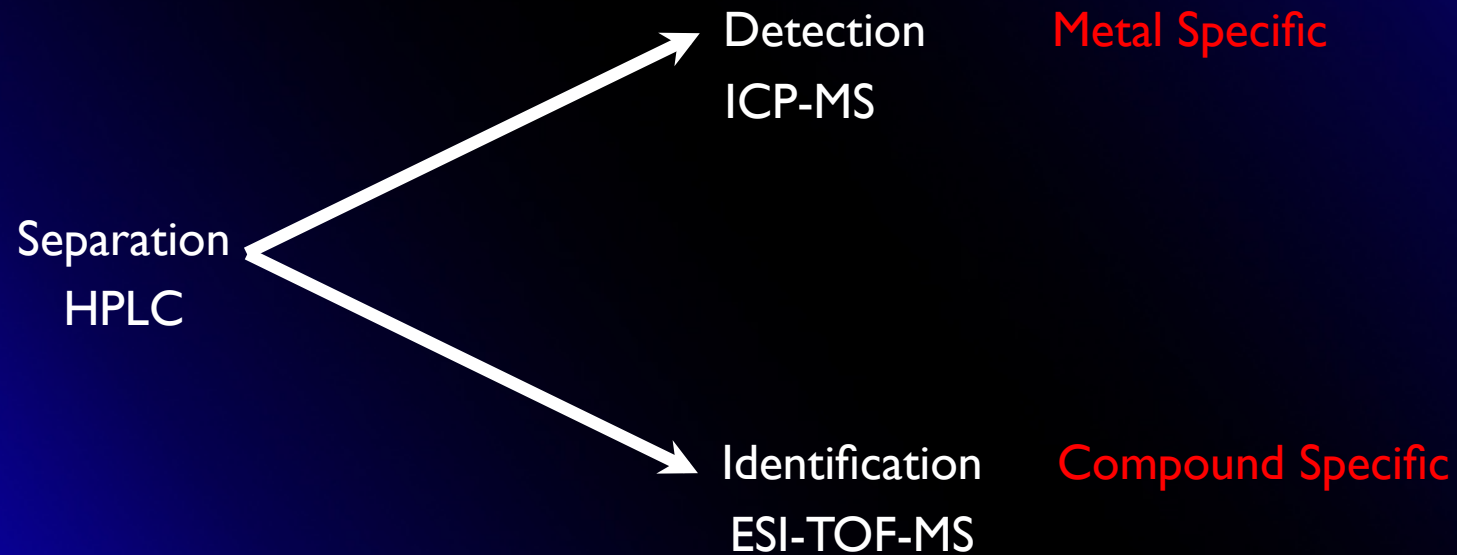 Detection Metal Specific
ICP-MS
Separation
HPLC
Identification Compound Specific
ESI-TOF-MS